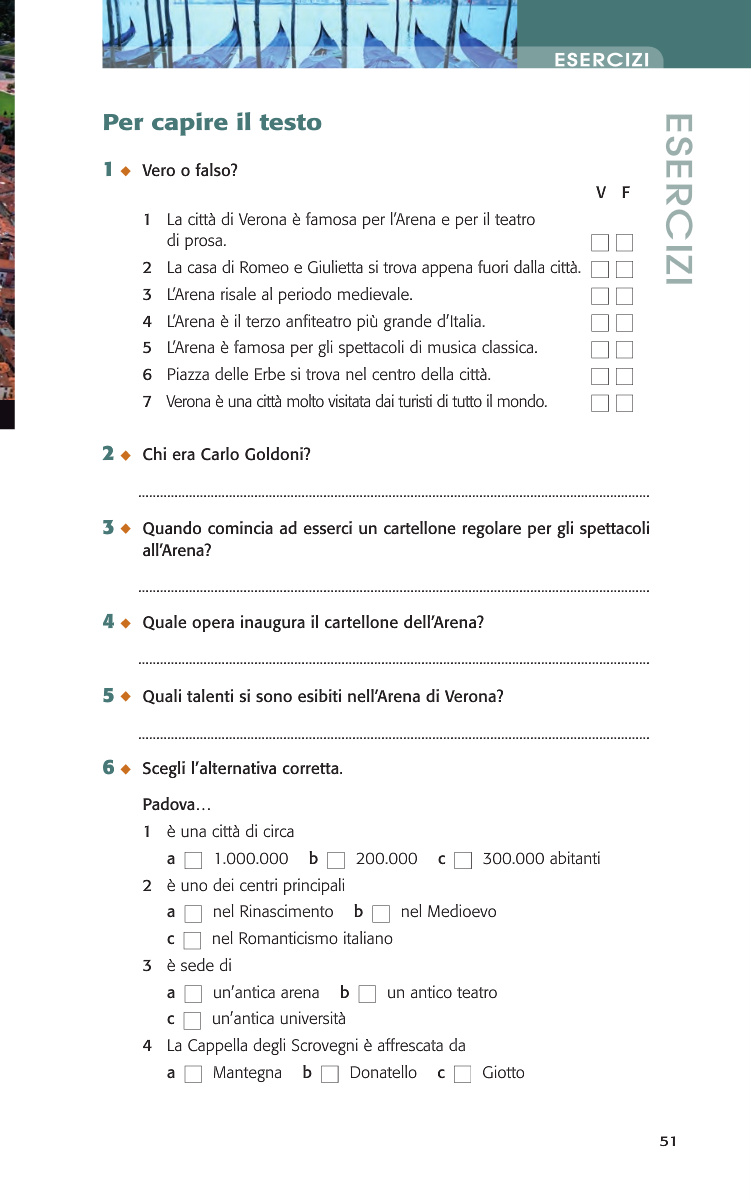 ESERCIZI
ESERCIZI
Per capire il testo
1 ◆ Vero o falso?
V F
1 La città di Verona è famosa per l'Arena e per il teatro
di prosa.
2 La casa di Romeo e Giulietta si trova appena fuori dalla città.
3 L'Arena risale al periodo medievale.
4 L'Arena è il terzo anfiteatro più grande d'Italia.
5 L'Arena è famosa per gli spettacoli di musica classica.
6 Piazza delle Erbe si trova nel centro della città.
7 Verona è una città molto visitata dai turisti di tutto il mondo.
2 ◆ Chi era Carlo Goldoni?
3 ◆ Quando comincia ad esserci un cartellone regolare per gli spettacoli
all'Arena?
4 ◆ Quale opera inaugura il cartellone dell'Arena?
5 ◆ Quali talenti si sono esibiti nell'Arena di Verona?
6 ◆ Scegli l'alternativa corretta.
Padova…
1 è una città di circa
a 1.000.000 b 200.000 c 300.000 abitanti
2 è uno dei centri principali
a nel Rinascimento b nel Medioevo
c nel Romanticismo italiano
3 è sede di
a un'antica arena b un antico teatro
c un'antica università
4 La Cappella degli Scrovegni è affrescata da
a Mantegna b Donatello c Giotto
51